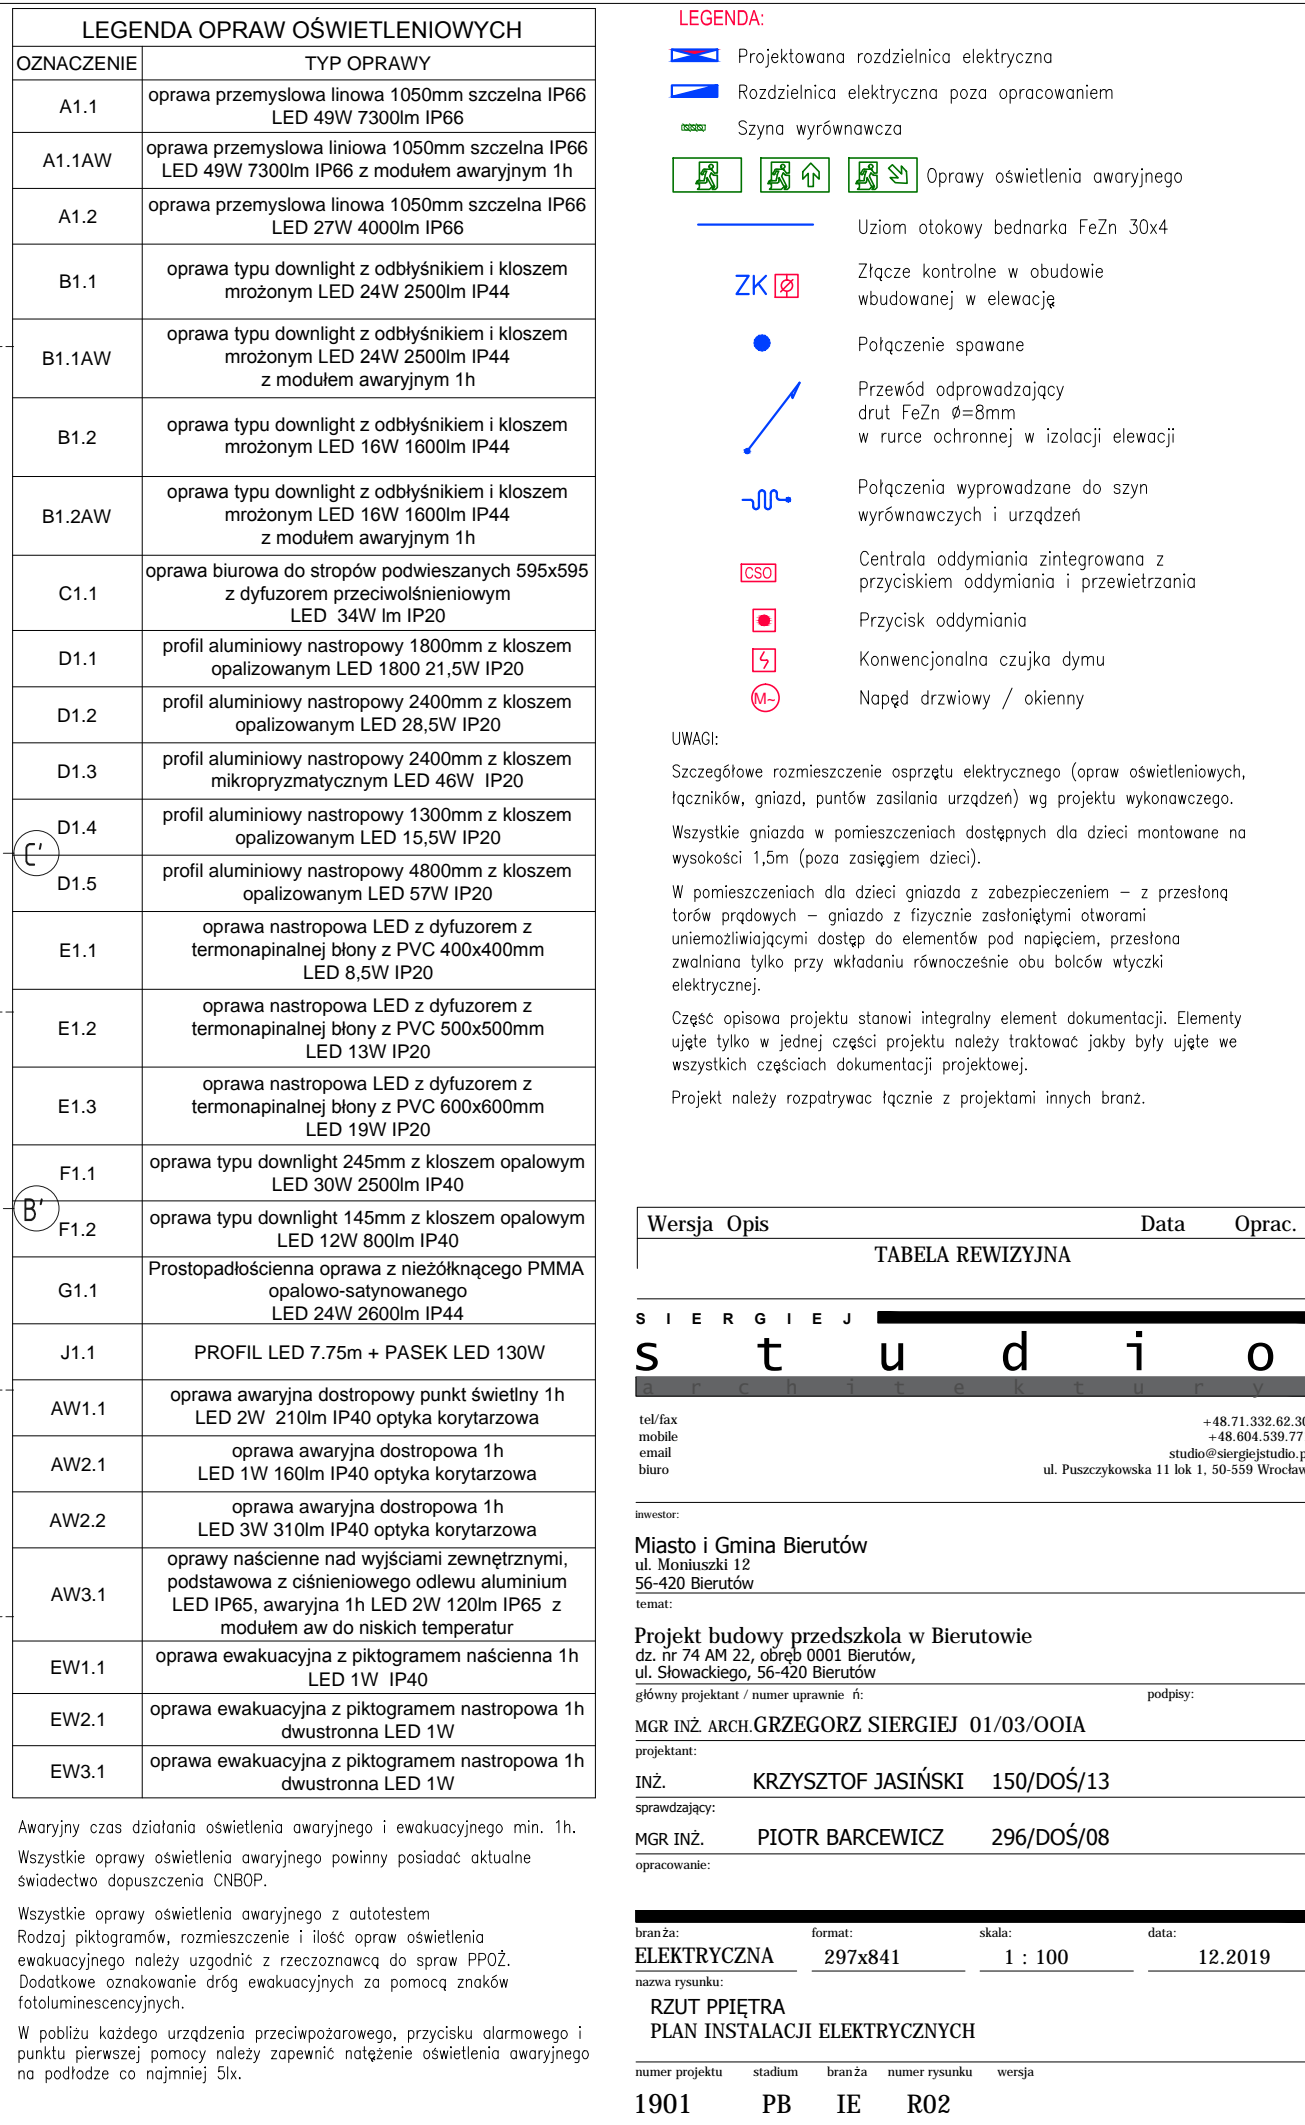 LEGENDA OPRAW OŚWIETLENIOWYCH
OZNACZENIE TYP OPRAWY
A1.1 oprawa przemyslowa linowa 1050mm szczelna IP66
LED 49W 7300lm IP66
A1.1AW oprawa przemyslowa liniowa 1050mm szczelna IP66
LED 49W 7300lm IP66 z modułem awaryjnym 1h
A1.2 oprawa przemyslowa linowa 1050mm szczelna IP66
LED 27W 4000lm IP66
B1.1 oprawa typu downlight z odbłyśnikiem i kloszem
mrożonym LED 24W 2500lm IP44
B1.1AW oprawa typu downlight z odbłyśnikiem i kloszem
mrożonym LED 24W 2500lm IP44
z modułem awaryjnym 1h
B1.2 oprawa typu downlight z odbłyśnikiem i kloszem
mrożonym LED 16W 1600lm IP44
B1.2AW oprawa typu downlight z odbłyśnikiem i kloszem
mrożonym LED 16W 1600lm IP44
z modułem awaryjnym 1h
C1.1 oprawa biurowa do stropów podwieszanych 595x595
z dyfuzorem przeciwolśnieniowym
LED 34W lm IP20
D1.1 profil aluminiowy nastropowy 1800mm z kloszem
opalizowanym LED 1800 21,5W IP20
D1.2 profil aluminiowy nastropowy 2400mm z kloszem
opalizowanym LED 28,5W IP20
D1.3 profil aluminiowy nastropowy 2400mm z kloszem
mikropryzmatycznym LED 46W IP20
D1.4 profil aluminiowy nastropowy 1300mm z kloszem
opalizowanym LED 15,5W IP20
C'
D1.5 profil aluminiowy nastropowy 4800mm z kloszem
opalizowanym LED 57W IP20
E1.1 oprawa nastropowa LED z dyfuzorem z
termonapinalnej błony z PVC 400x400mm
LED 8,5W IP20
E1.2 oprawa nastropowa LED z dyfuzorem z
termonapinalnej błony z PVC 500x500mm
LED 13W IP20
E1.3 oprawa nastropowa LED z dyfuzorem z
termonapinalnej błony z PVC 600x600mm
LED 19W IP20
F1.1 oprawa typu downlight 245mm z kloszem opalowym
LED 30W 2500lm IP40
B'
F1.2 oprawa typu downlight 145mm z kloszem opalowym
LED 12W 800lm IP40
G1.1 Prostopadłościenna oprawa z nieżółknącego PMMA
opalowo-satynowanego
LED 24W 2600lm IP44
J1.1 PROFIL LED 7.75m + PASEK LED 130W
AW1.1 oprawa awaryjna dostropowy punkt świetlny 1h
LED 2W 210lm IP40 optyka korytarzowa
AW2.1 oprawa awaryjna dostropowa 1h
LED 1W 160lm IP40 optyka korytarzowa
AW2.2 oprawa awaryjna dostropowa 1h
LED 3W 310lm IP40 optyka korytarzowa
AW3.1 oprawy naścienne nad wyjściami zewnętrznymi,
podstawowa z ciśnieniowego odlewu aluminium
LED IP65, awaryjna 1h LED 2W 120lm IP65 z
modułem aw do niskich temperatur
EW1.1 oprawa ewakuacyjna z piktogramem naścienna 1h
LED 1W IP40
EW2.1 oprawa ewakuacyjna z piktogramem nastropowa 1h
dwustronna LED 1W
EW3.1 oprawa ewakuacyjna z piktogramem nastropowa 1h
dwustronna LED 1W
Awaryjny czas działania oświetlenia awaryjnego i ewakuacyjnego min. 1h.
Wszystkie oprawy oświetlenia awaryjnego powinny posiadać aktualne
świadectwo dopuszczenia CNBOP.
Wszystkie oprawy oświetlenia awaryjnego z autotestem
Rodzaj piktogramów, rozmieszczenie i ilość opraw oświetlenia
ewakuacyjnego należy uzgodnić z rzeczoznawcą do spraw PPOŻ.
Dodatkowe oznakowanie dróg ewakuacyjnych za pomocą znaków
fotoluminescencyjnych.
W pobliżu każdego urządzenia przeciwpożarowego, przycisku alarmowego i
punktu pierwszej pomocy należy zapewnić natężenie oświetlenia awaryjnego
na podłodze co najmniej 5lx.
LEGENDA:
Projektowana rozdzielnica elektryczna
Rozdzielnica elektryczna poza opracowaniem
Szyna wyrównawcza
Oprawy oświetlenia awaryjnego
Uziom otokowy bednarka FeZn 30x4
ZK Złącze kontrolne w obudowie
wbudowanej w elewację
Połączenie spawane
Przewód odprowadzający
drut FeZn ø=8mm
w rurce ochronnej w izolacji elewacji
Połączenia wyprowadzane do szyn
wyrównawczych i urządzeń
CSO Centrala oddymiania zintegrowana z
przyciskiem oddymiania i przewietrzania
Przycisk oddymiania
Konwencjonalna czujka dymu
M~ Napęd drzwiowy / okienny
UWAGI:
Szczegółowe rozmieszczenie osprzętu elektrycznego (opraw oświetleniowych,
łączników, gniazd, puntów zasilania urządzeń) wg projektu wykonawczego.
Wszystkie gniazda w pomieszczeniach dostępnych dla dzieci montowane na
wysokości 1,5m (poza zasięgiem dzieci).
W pomieszczeniach dla dzieci gniazda z zabezpieczeniem – z przesłoną
torów prądowych – gniazdo z fizycznie zasłoniętymi otworami
uniemożliwiającymi dostęp do elementów pod napięciem, przesłona
zwalniana tylko przy wkładaniu równocześnie obu bolców wtyczki
elektrycznej.
Część opisowa projektu stanowi integralny element dokumentacji. Elementy
ujęte tylko w jednej części projektu należy traktować jakby były ujęte we
wszystkich częściach dokumentacji projektowej.
Projekt należy rozpatrywac łącznie z projektami innych branż.
Wersja Opis Data Oprac.
TABELA REWIZYJNA
SIERGIEJ
studio
architektury
tel/fax +48.71.332.62.30
mobile +48.604.539.77
email studio@siergiejstudio.p
biuro ul. Puszczykowska 11 lok 1, 50-559 Wrocław
inwestor:
Miasto i Gmina Bierutów
ul. Moniuszki 12
56-420 Bierutów
temat:
Projekt budowy przedszkola w Bierutowie
dz. nr 74 AM 22, obręb 0001 Bierutów,
ul. Słowackiego, 56-420 Bierutów
główny projektant / numer uprawnie ń: podpisy:
MGR INŻ. ARCH.GRZEGORZ SIERGIEJ 01/03/OOIA
projektant:
INŻ. KRZYSZTOF JASIŃSKI 150/DOŚ/13
sprawdzający:
MGR INŻ. PIOTR BARCEWICZ 296/DOŚ/08
opracowanie:
branża: format: skala: data:
ELEKTRYCZNA 297x841 1 : 100 12.2019
nazwa rysunku:
RZUT PPIĘTRA
PLAN INSTALACJI ELEKTRYCZNYCH
numer projektu stadium branża numer rysunku wersja
1901 PB IE R02